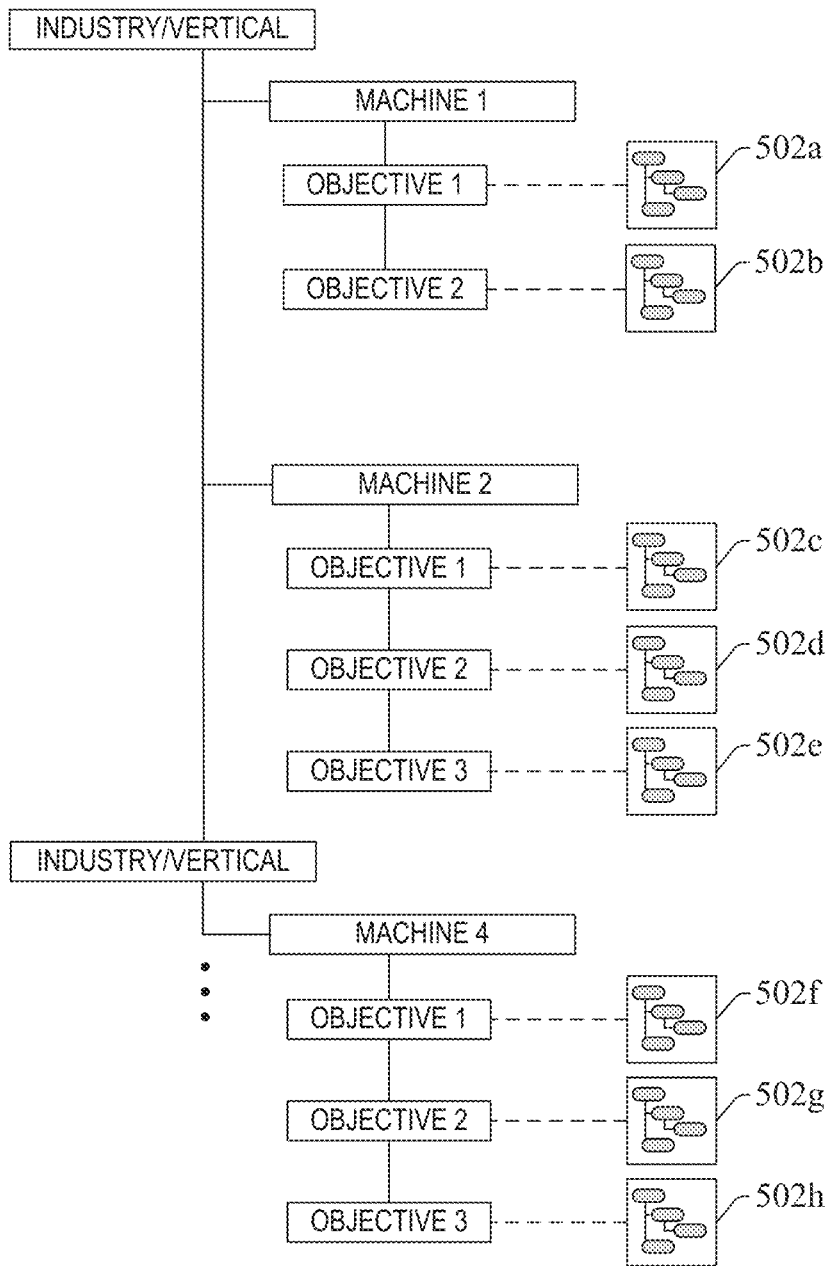 INDUSTRY/VERTICAL
MACHINE 1
OBJECTIVE 1
502a
OBJECTIVE 2
502b
MACHINE 2
OBJECTIVE 1
502c
OBJECTIVE 2
502d
OBJECTIVE 3
502e
INDUSTRY/VERTICAL
MACHINE 4
OBJECTIVE 1
502f
OBJECTIVE 2
502g
OBJECTIVE 3
502h